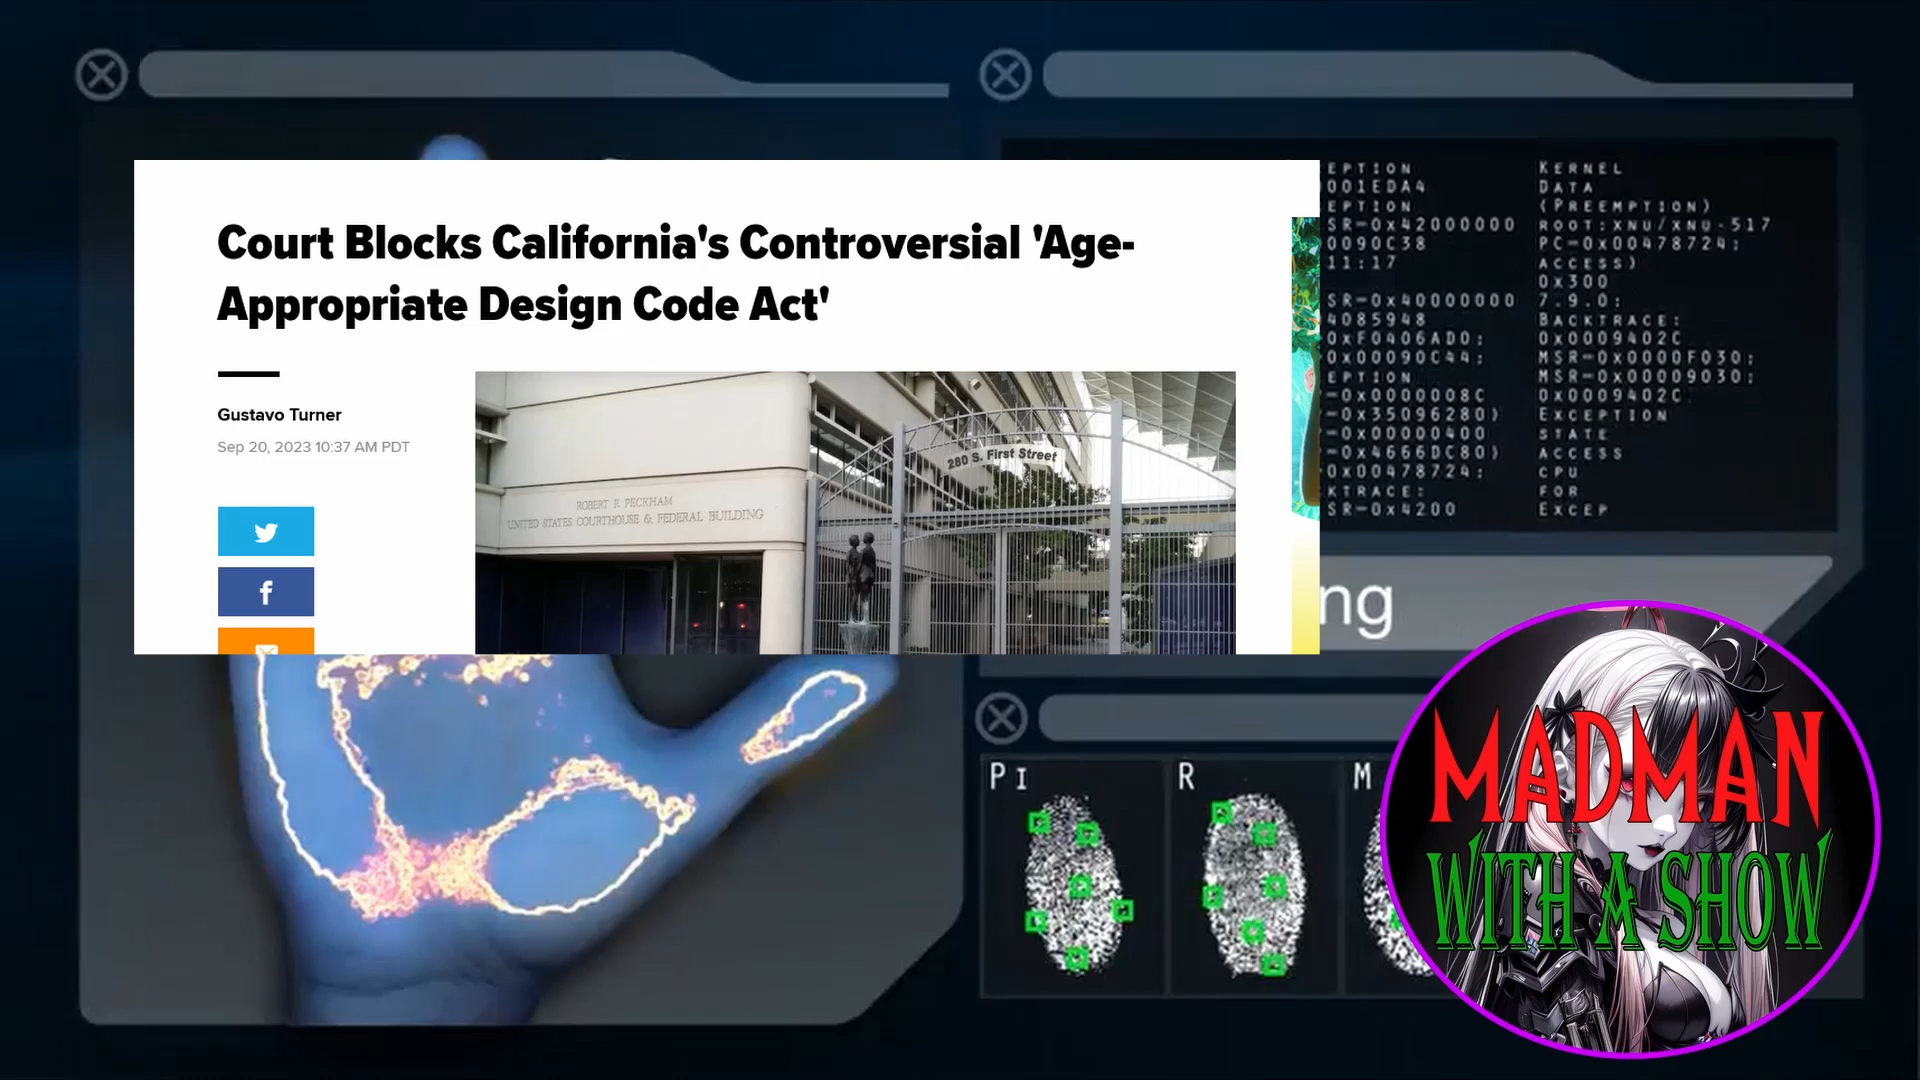 Court Blocks California's Controversial 'Age-
Appropriate Design Code Act'
Gustavo Turner
Sep 20, 2023 10:37 AM PDT
280 S. First Street
ROBERT F. PECKHAM
UNITED STATES COURTHOUSE & FEDERAL BUILDING
EPTION
001EDA4
EPTION
SR-0x42000000
0090C38
11:17
SR-0x40000000
4085948
0xF0406AD0;
0x00090C44;
EPTION
-0x0000008C
-0x35096280)
-0x00000400
-0x4666DC80)
0x00478724;
KTRACE:
SR-0x4200
KERNEL
DATA
(PREEMPTION)
ROOT:XNU/XNU-517
PC-0x00478724;
ACCESS)
0x300
7.9.0:
BACKTRACE:
0x0009402C
MSR-0x0000F030;
MSR-0x00009030;
0x0009402C
EXCEPTION
STATE
ACCESS
CPU
FOR
EXCEP
ng
PI
R
M
MADMAN
WITH A SHOW